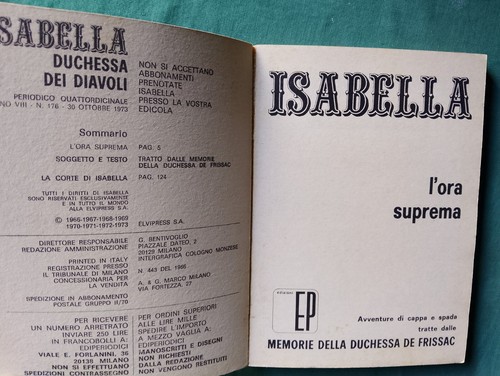 ISABELLA
DUCHESSA
DEI DIAVOLI
PERIODICO QUATTORDICINALE
ANNO VIII - N. 176 - 30 OTTOBRE 1973
NON SI ACCETTANO
ABBONAMENTI
PRENOTATE
ISABELLA
PRESSO LA VOSTRA
EDICOLA
Sommario
L'ORA SUPREMA PAG. 5
SOGGETTO E TESTO TRATTO DALLE MEMORIE
DELLA DUCHESSA DE FRISSAC
LA CORTE DI ISABELLA PAG. 124
TUTTI I DIRITTI DI ISABELLA
SONO RISERVATI ESCLUSIVAMENTE
E IN TUTTO IL MONDO
ALLA ELVIPRESS S.A.
© 1966-1967-1968-1969
1970-1971-1972-1973 ELVIPRESS S.A.
DIRETTORE RESPONSABILE G. BENTIVOGLIO
REDAZIONE AMMINISTRAZIONE PIAZZALE DATEO, 2
20129 MILANO
PRINTED IN ITALY INTERGRAFICA COLOGNO MONZESE
REGISTRAZIONE PRESSO
IL TRIBUNALE DI MILANO N. 449 DEL 1966
CONCESSIONARIA PER
LA VENDITA A. & G. MARCO MILANO
VIA FORTEZZA, 27
SPEDIZIONE IN ABBONAMENTO
POSTALE GRUPPO II/70
PER RICEVERE
UN NUMERO ARRETRATO
INVIARE 250 LIRE
IN FRANCOBOLLI A:
EDIPERIODICI
VIALE E. FORLANINI, 36
20138 MILANO
NON SI EFFETTUANO
SPEDIZIONI CONTRASSEGNO
PER ORDINI SUPERIORI
ALLE LIRE MILLE
SPEDIRE L'IMPORTO
A MEZZO VAGLIA A:
EDIPERIODICI
MANOSCRITTI E DISEGNI
NON RICHIESTI
DALLA REDAZIONE
NON VENGONO RESTITUITI
ISABELLA
l'ora
suprema
EP
Avventure di cappa e spada
tratte dalle
MEMORIE DELLA DUCHESSA DE FRISSAC